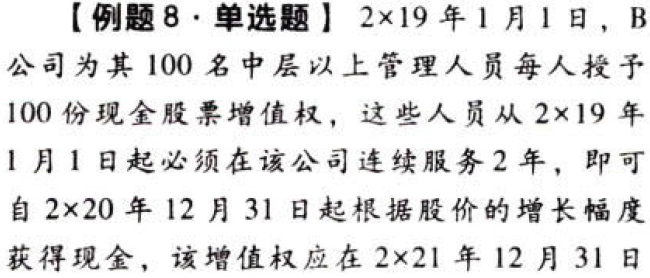 【例题8·单选题】 2×19 年 1 月 1 日，B
公司为其 100 名中层以上管理人员每人授予
100 份现金股票增值权，这些人员从 2×19 年
1 月 1 日起必须在该公司连续服务 2 年，即可
自 2×20 年 12 月 31 日起根据股价的增长幅度
获得现金，该增值权应在 2×21 年 12 月 31 日